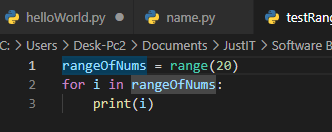 helloWorld.py name.py testRang
C: > Users > Desk-Pc2 > Documents > JustIT > Software B
1 rangeOfNums = range(20)
2 for i in rangeOfNums:
3 print(i)